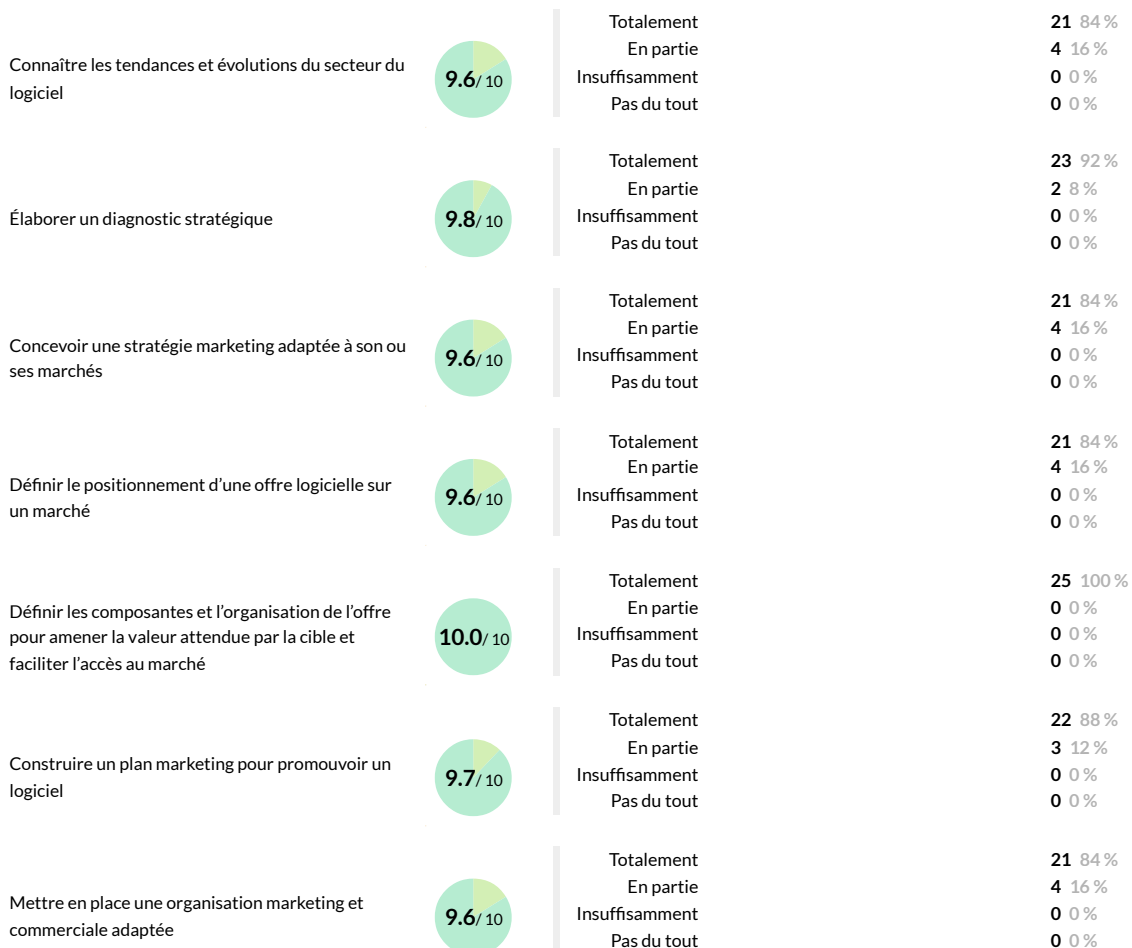 Connaître les tendances et évolutions du secteur du
logiciel
9.6/ 10
Totalement 21 84 %
En partie 4 16 %
Insuffisamment 0 0 %
Pas du tout 0 0 %
Élaborer un diagnostic stratégique
9.8/ 10
Totalement 23 92 %
En partie 2 8 %
Insuffisamment 0 0 %
Pas du tout 0 0 %
Concevoir une stratégie marketing adaptée à son ou
ses marchés
9.6/ 10
Totalement 21 84 %
En partie 4 16 %
Insuffisamment 0 0 %
Pas du tout 0 0 %
Définir le positionnement d’une offre logicielle sur
un marché
9.6/ 10
Totalement 21 84 %
En partie 4 16 %
Insuffisamment 0 0 %
Pas du tout 0 0 %
Définir les composantes et l’organisation de l’offre
pour amener la valeur attendue par la cible et
faciliter l’accès au marché
10.0/ 10
Totalement 25 100 %
En partie 0 0 %
Insuffisamment 0 0 %
Pas du tout 0 0 %
Construire un plan marketing pour promouvoir un
logiciel
9.7/ 10
Totalement 22 88 %
En partie 3 12 %
Insuffisamment 0 0 %
Pas du tout 0 0 %
Mettre en place une organisation marketing et
commerciale adaptée
9.6/ 10
Totalement 21 84 %
En partie 4 16 %
Insuffisamment 0 0 %
Pas du tout 0 0 %